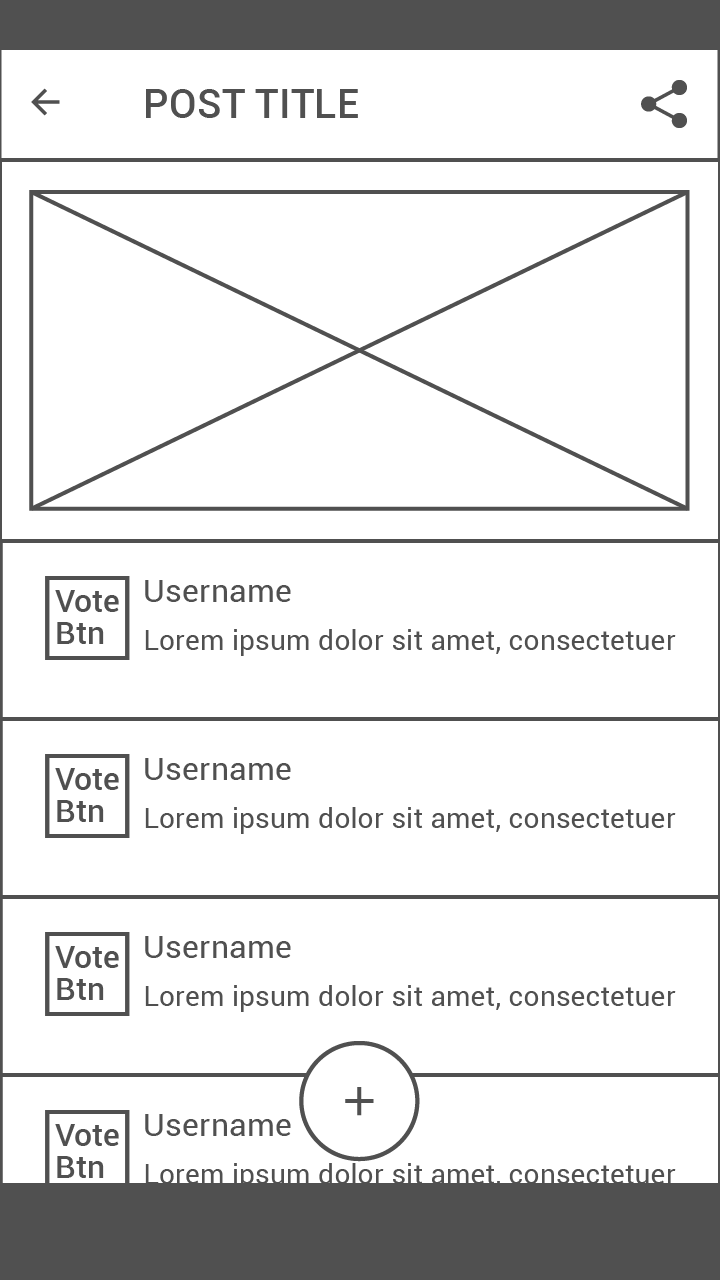 POST TITLE
Vote
Btn
Username
Lorem ipsum dolor sit amet, consectetuer
Vote
Btn
Username
Lorem ipsum dolor sit amet, consectetuer
Vote
Btn
Username
Lorem ipsum dolor sit amet, consectetuer
+
Vote
Btn
Username
Lorem ipsum dolor sit amet, consectetuer